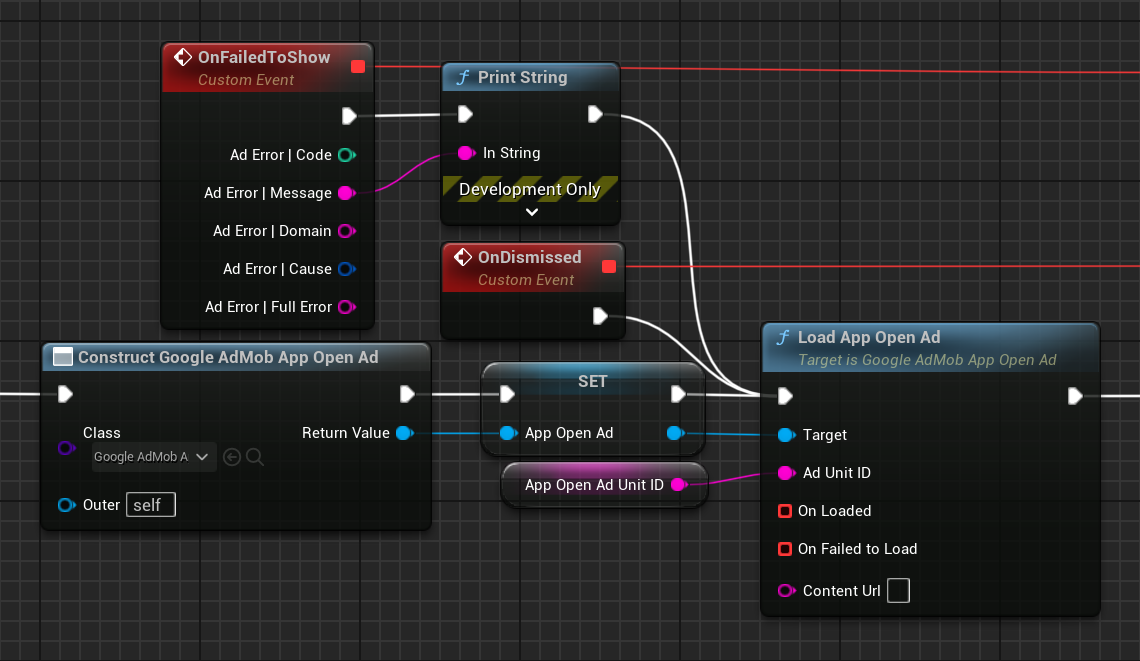 OnFailedToShow
Custom Event
Ad Error | Code
Ad Error | Message
Ad Error | Domain
Ad Error | Cause
Ad Error | Full Error
Print String
In String
Development Only
OnDismissed
Custom Event
Construct Google AdMob App Open Ad
Class
Google AdMob A
Return Value
Outer self
SET
App Open Ad
App Open Ad Unit ID
Load App Open Ad
Target is Google AdMob App Open Ad
Target
Ad Unit ID
On Loaded
On Failed to Load
Content Url